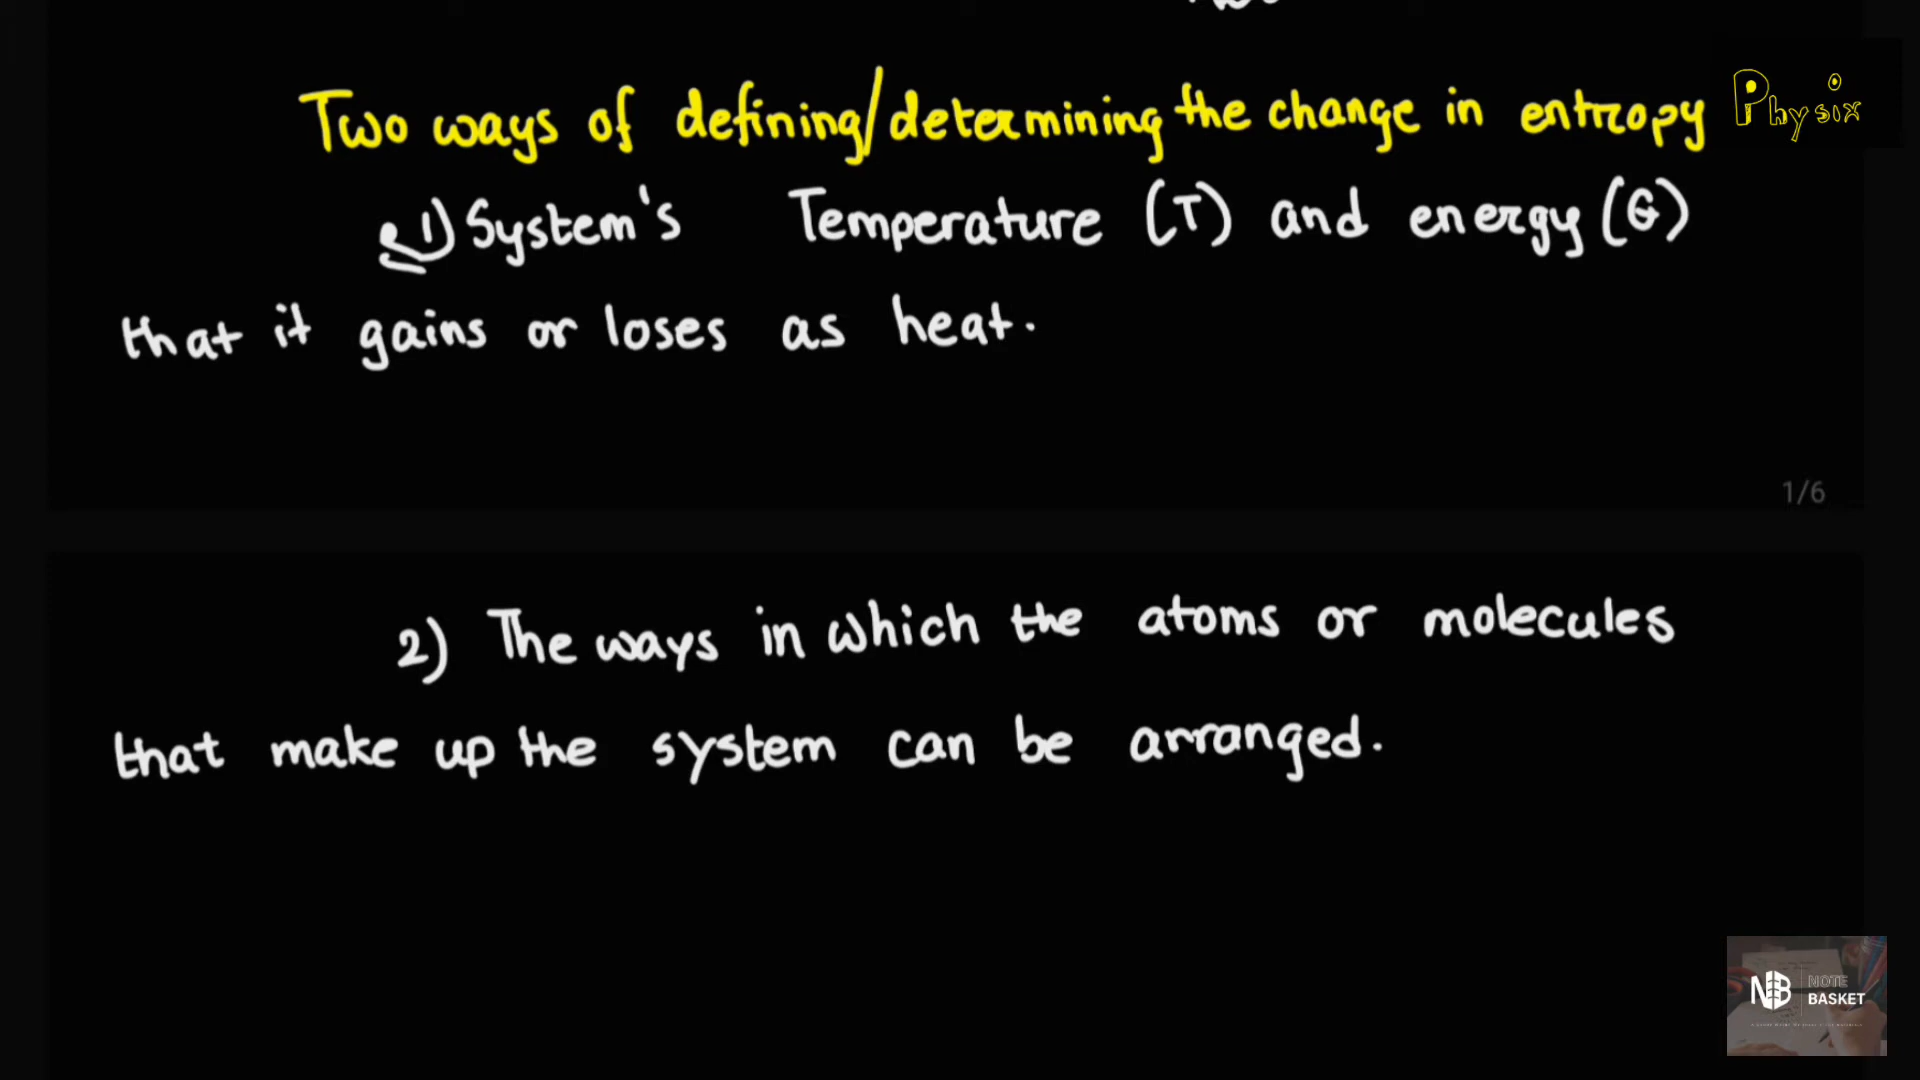 Two ways of defining/determining the change in entropy
Physix
1) System's Temperature (T) and energy (Q)
that it gains or loses as heat.
1/6
2) The ways in which the atoms or molecules
that make up the system can be arranged.
NB NOTE
BASKET